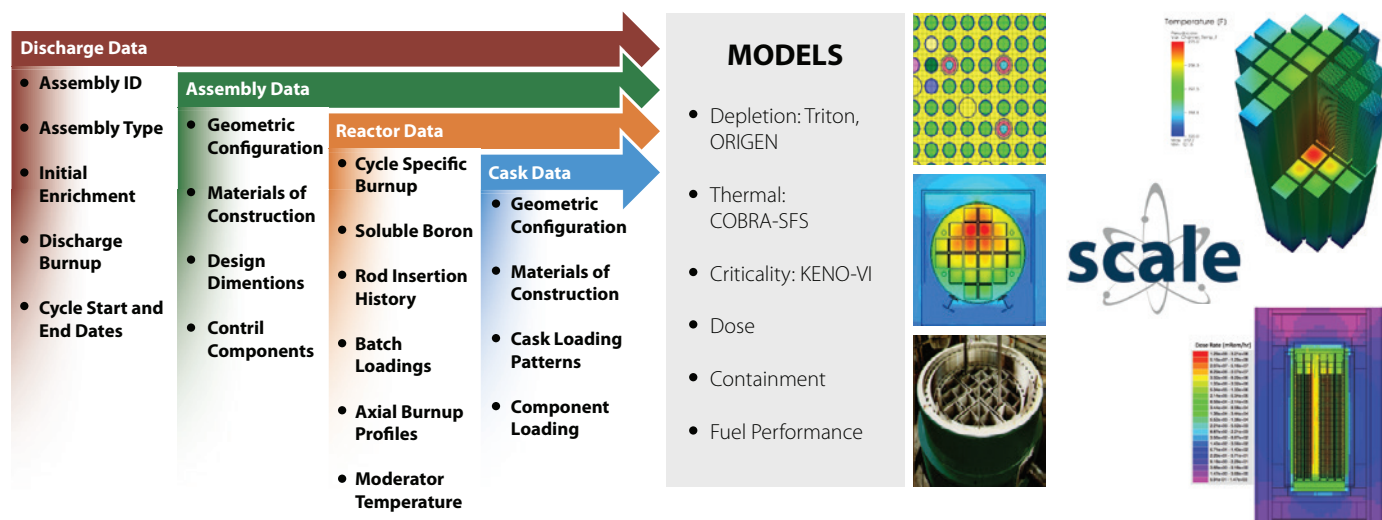 Discharge Data
Assembly ID
Assembly Type
Initial
Enrichment
Discharge
Burnup
Cycle Start and
End Dates
Assembly Data
Geometric
Configuration
Materials of
Construction
Design
Dimentions
Contril
Components
Reactor Data
Cycle Specific
Burnup
Soluble Boron
Rod Insertion
History
Batch
Loadings
Axial Burnup
Profiles
Moderator
Temperature
Cask Data
Geometric
Configuration
Materials of
Construction
Cask Loading
Patterns
Component
Loading
MODELS
Depletion: Triton,
ORIGEN
Thermal:
COBRA-SFS
Criticality: KENO-VI
Dose
Containment
Fuel Performance
Temperature (F)
scale
Dose Rate (mRem/hr)